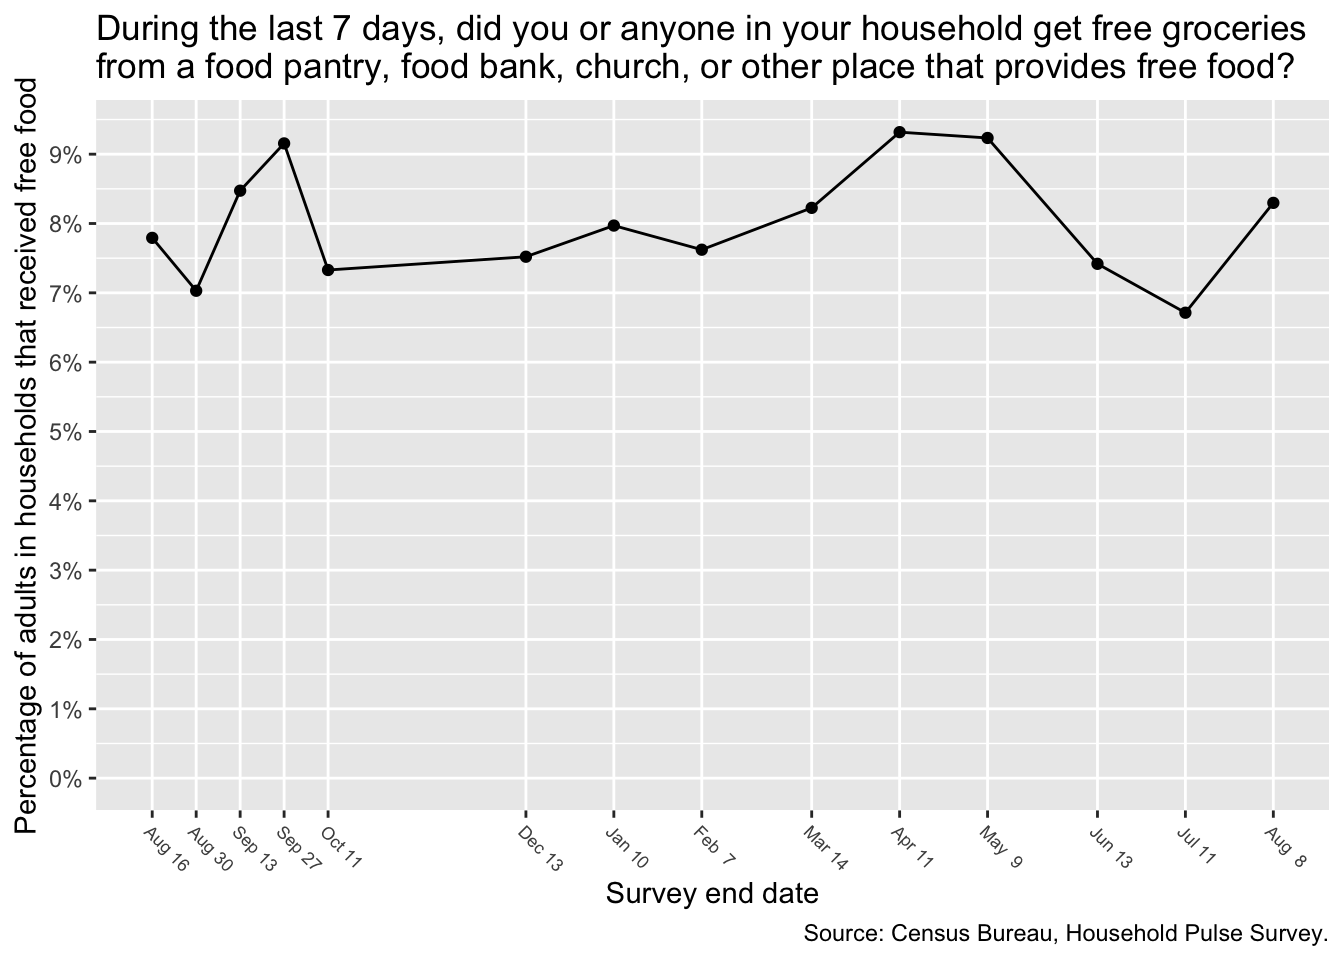 During the last 7 days, did you or anyone in your household get free groceries
from a food pantry, food bank, church, or other place that provides free food?
Percentage of adults in households that received free food
9%
8%
7%
6%
5%
4%
3%
2%
1%
0%
Aug 16
Aug 30
Sep 13
Sep 27
Oct 11
Dec 13
Jan 10
Feb 7
Mar 14
Apr 11
May 9
Jun 13
Jul 11
Aug 8
Survey end date
Source: Census Bureau, Household Pulse Survey.